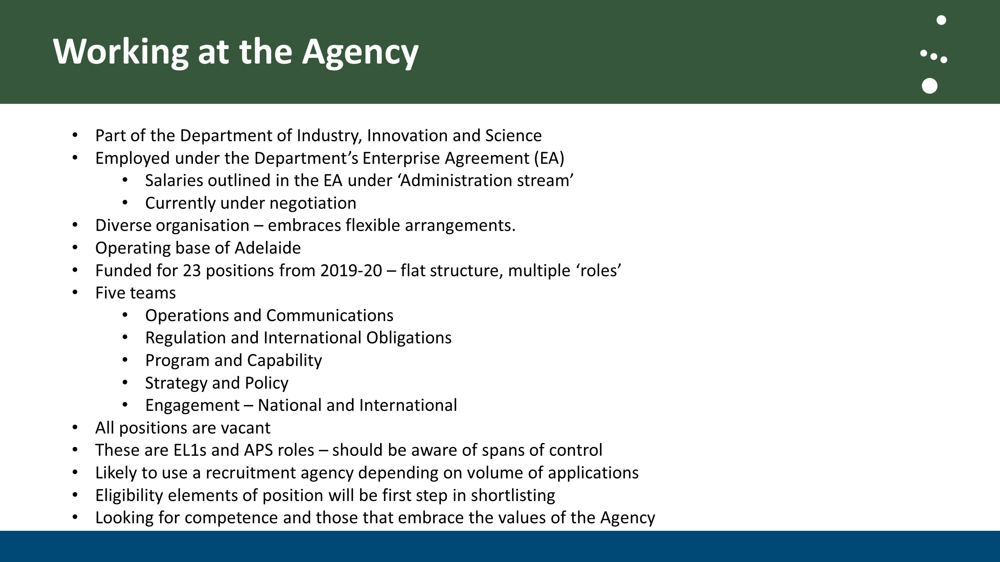 Working at the Agency
• Part of the Department of Industry, Innovation and Science
• Employed under the Department’s Enterprise Agreement (EA)
• Salaries outlined in the EA under ‘Administration stream’
• Currently under negotiation
• Diverse organisation – embraces flexible arrangements.
• Operating base of Adelaide
• Funded for 23 positions from 2019-20 – flat structure, multiple ‘roles’
• Five teams
• Operations and Communications
• Regulation and International Obligations
• Program and Capability
• Strategy and Policy
• Engagement – National and International
• All positions are vacant
• These are EL1s and APS roles – should be aware of spans of control
• Likely to use a recruitment agency depending on volume of applications
• Eligibility elements of position will be first step in shortlisting
• Looking for competence and those that embrace the values of the Agency